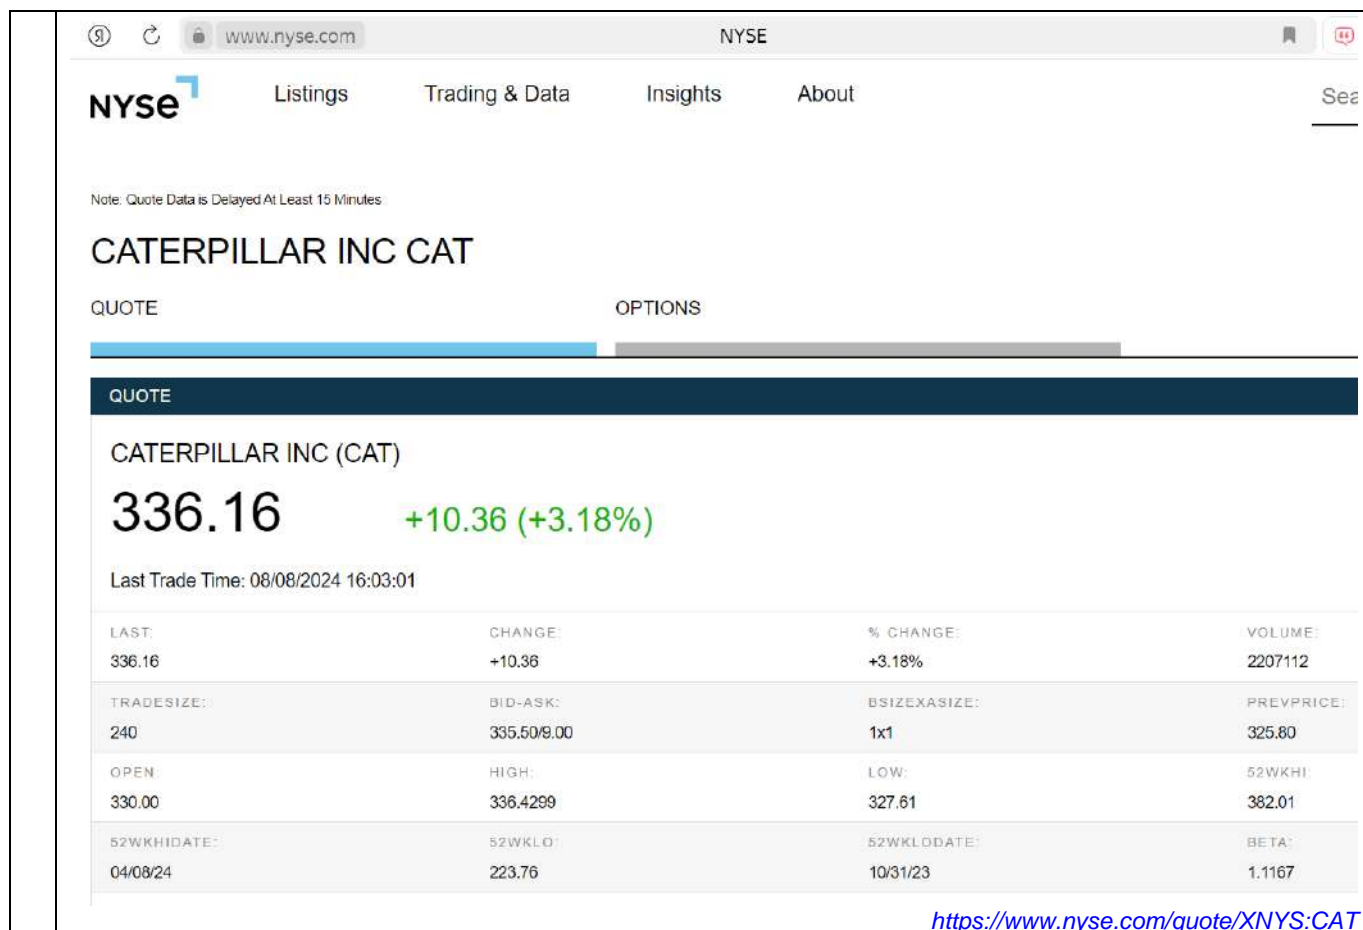 www.nyse.com NYSE
NYSE Listings Trading & Data Insights About Sea
Note: Quote Data is Delayed At Least 15 Minutes
CATERPILLAR INC CAT
QUOTE OPTIONS
QUOTE
CATERPILLAR INC (CAT)
336.16 +10.36 (+3.18%)
Last Trade Time: 08/08/2024 16:03:01
LAST: CHANGE: % CHANGE: VOLUME:
336.16 +10.36 +3.18% 2207112
TRADESIZE: BID-ASK: BSIZEXASIZE: PREVPRICE:
240 335.50/9.00 1x1 325.80
OPEN: HIGH: LOW: 52WKHI:
330.00 336.4299 327.61 382.01
52WKHIDATE: 52WKLO: 52WKLODATE: BETA:
04/08/24 223.76 10/31/23 1.1167
https://www.nyse.com/quote/XNYS:CAT